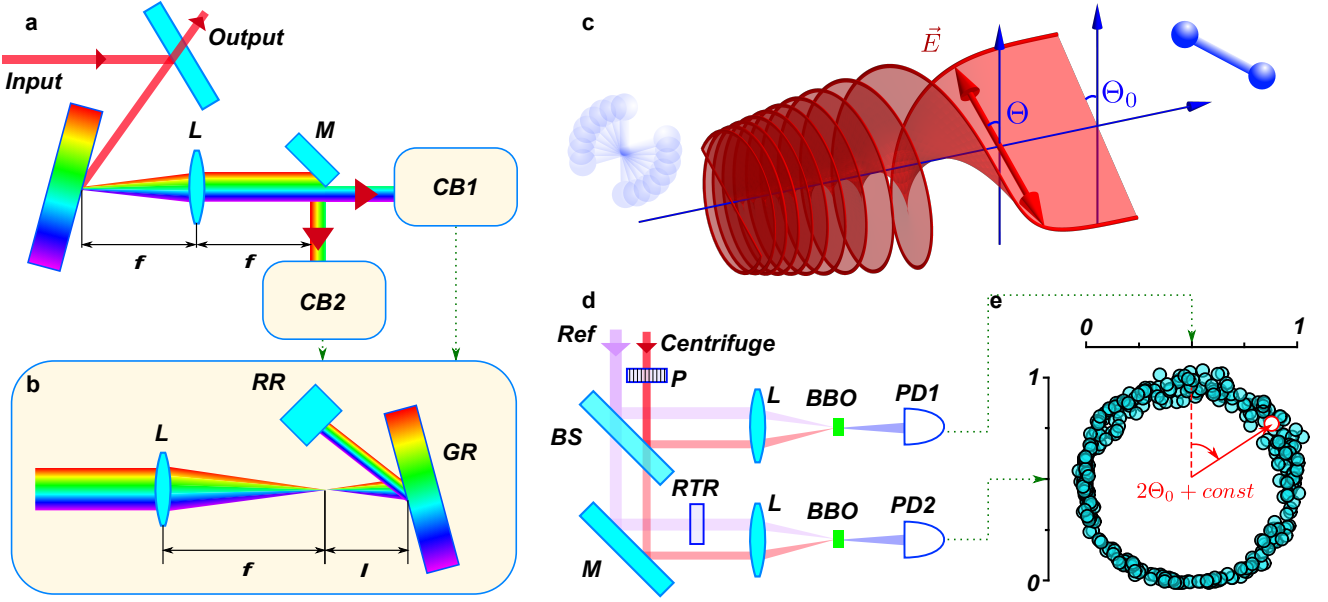 a
Input
Output
L
M
CB1
f
f
CB2
b
L
RR
GR
f
l
c
E⃗
Θ
Θ₀
d
Ref
Centrifuge
P
BS
L
BBO
PD1
RTR
M
L
BBO
PD2
e
0
1
1
0
2Θ₀ + const